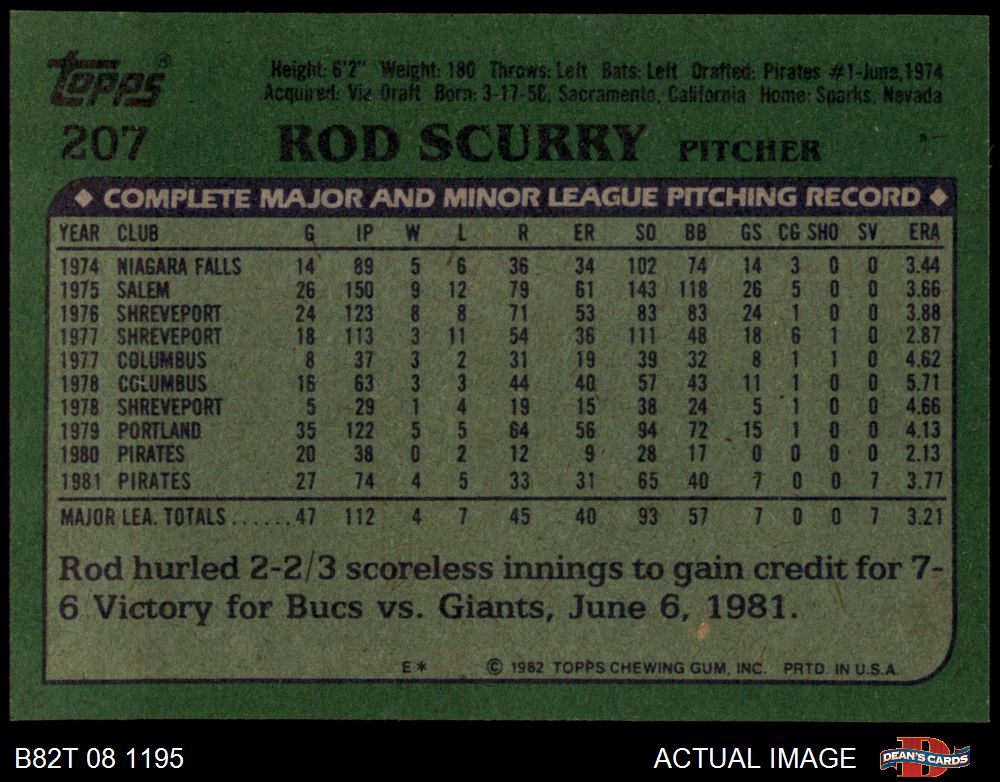 Topps®
Height: 6'2" Weight: 180 Throws: Left Bats: Left Drafted: Pirates #1-June, 1974
Acquired: Via Draft Born: 3-17-56, Sacramento, California Home: Sparks, Nevada
207 ROD SCURRY PITCHER
◆ COMPLETE MAJOR AND MINOR LEAGUE PITCHING RECORD ◆
YEAR CLUB G IP W L R ER SO BB GS CG SHO SV ERA
1974 NIAGARA FALLS 14 89 5 6 36 34 102 74 14 3 0 0 3.44
1975 SALEM 26 150 9 12 79 61 143 118 26 5 0 0 3.66
1976 SHREVEPORT 24 123 8 8 71 53 83 83 24 1 0 0 3.88
1977 SHREVEPORT 18 113 3 11 54 36 111 48 18 6 1 0 2.87
1977 COLUMBUS 8 37 3 2 31 19 39 32 8 1 1 0 4.62
1978 COLUMBUS 16 63 3 3 44 40 57 43 11 1 0 0 5.71
1978 SHREVEPORT 5 29 1 4 19 15 38 24 5 1 0 0 4.66
1979 PORTLAND 35 122 5 5 64 56 94 72 15 1 0 0 4.13
1980 PIRATES 20 38 0 2 12 9 28 17 0 0 0 0 2.13
1981 PIRATES 27 74 4 5 33 31 65 40 7 0 0 7 3.77
MAJOR LEA. TOTALS......47 112 4 7 45 40 93 57 7 0 0 7 3.21
Rod hurled 2-2/3 scoreless innings to gain credit for 7-
6 Victory for Bucs vs. Giants, June 6, 1981.
E* © 1982 TOPPS CHEWING GUM, INC. PRTD. IN U.S.A.
B82T 08 1195 ACTUAL IMAGE DEAN'S CARDS